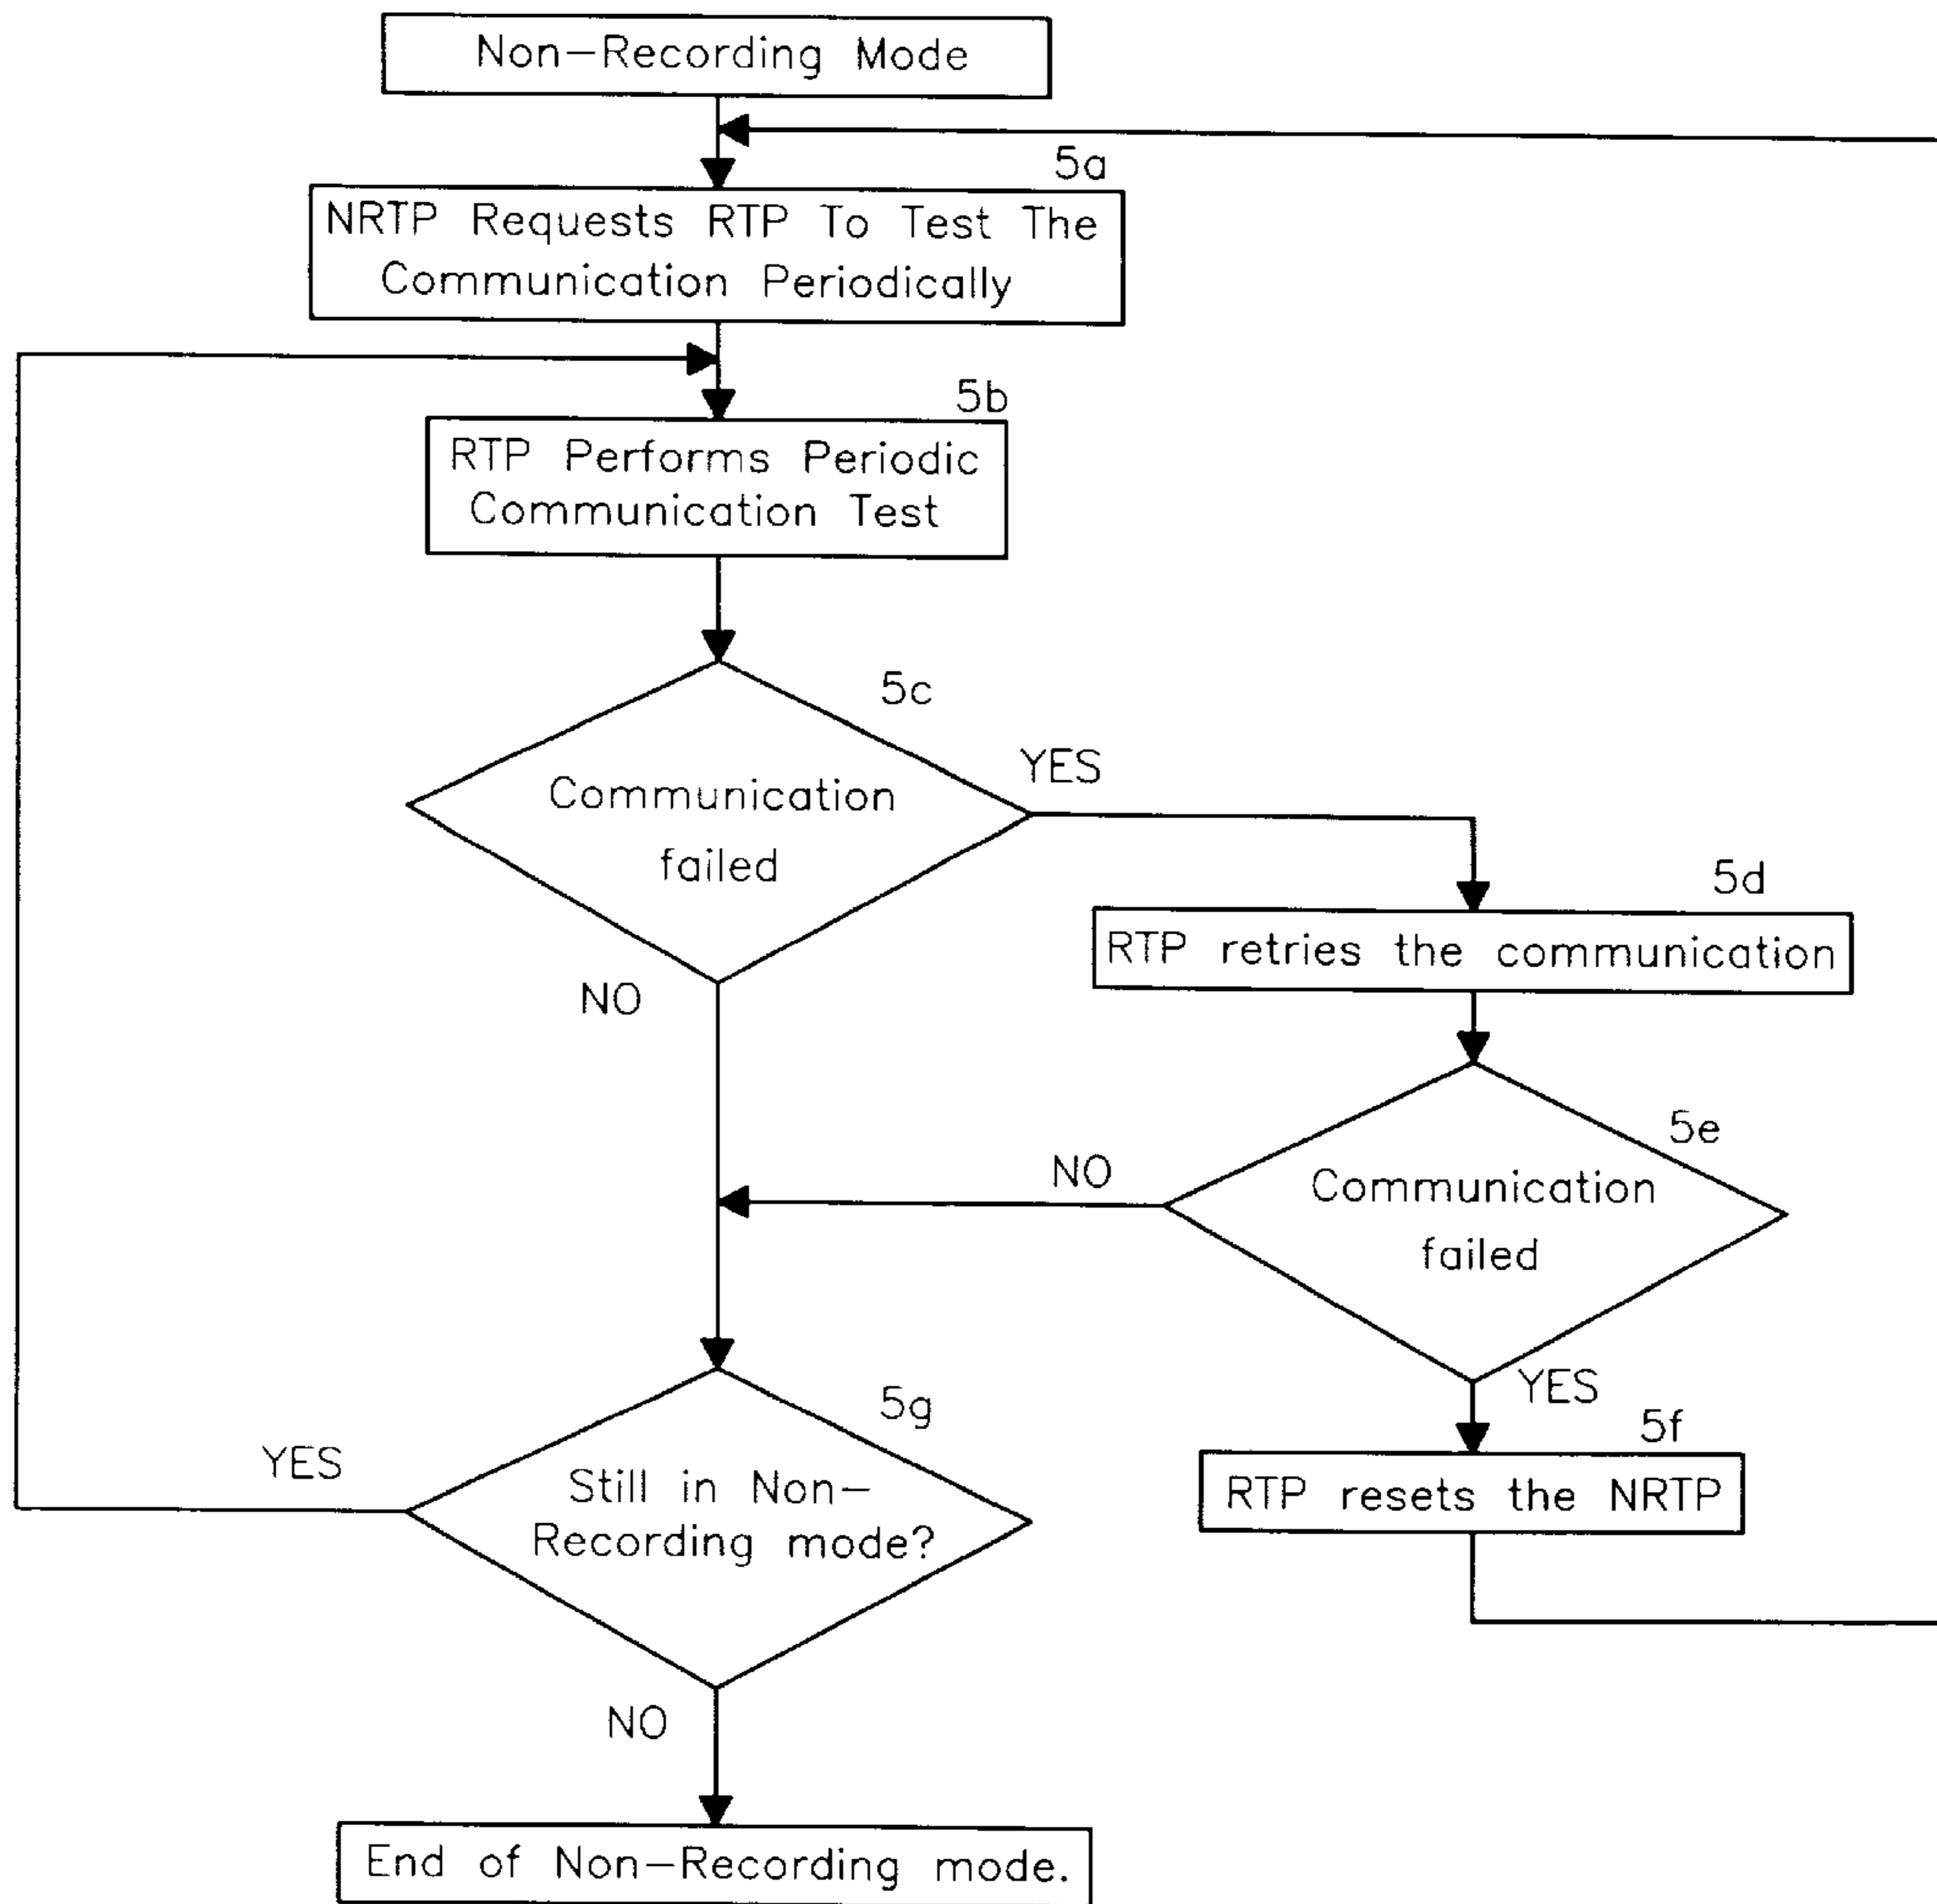 Non-Recording Mode
5a
NRTP Requests RTP To Test The
Communication Periodically
5b
RTP Performs Periodic
Communication Test
5c
Communication
failed
YES
NO
5d
RTP retries the communication
5e
Communication
failed
NO
YES
5f
RTP resets the NRTP
5g
Still in Non-
Recording mode?
YES
NO
End of Non-Recording mode.